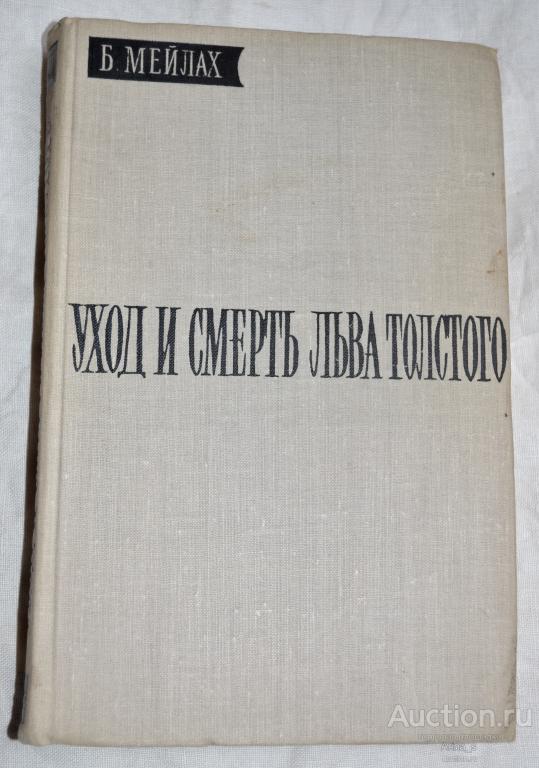 Б. МЕЙЛАХ
УХОД И СМЕРТЬ ЛЬВА ТОЛСТОГО
Auction.ru